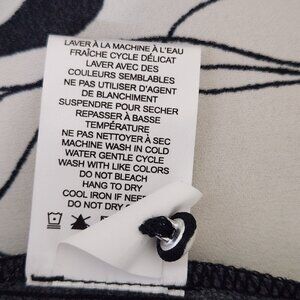 LAVER À LA MACHINE À L'EAU
FRAÎCHE CYCLE DÉLICAT
LAVER AVEC DES
COULEURS SEMBLABLES
NE PAS UTILISER D'AGENT
DE BLANCHIMENT
SUSPENDRE POUR SECHER
REPASSER À BASSE
TEMPÉRATURE
NE PAS NETTOYER À SEC
MACHINE WASH IN COLD
WATER GENTLE CYCLE
WASH WITH LIKE COLORS
DO NOT BLEACH
HANG TO DRY
COOL IRON IF NEE
DO NOT DRY